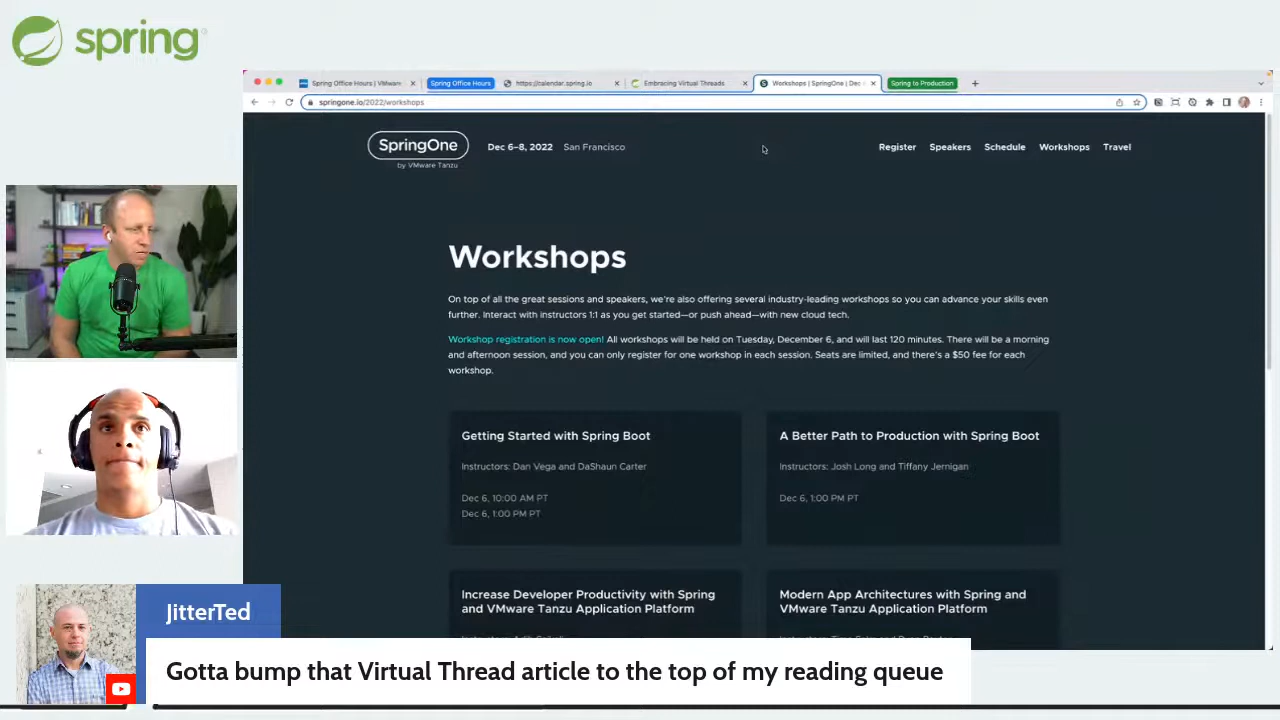 spring
Spring Office Hours | VMware
Spring Office Hours
https://calendar.spring.io
Embracing Virtual Threads
Workshops | SpringOne | Dec
Spring to Production
springone.io/2022/workshops
SpringOne
by VMware Tanzu
Dec 6–8, 2022
San Francisco
Register
Speakers
Schedule
Workshops
Travel
Workshops
On top of all the great sessions and speakers, we're also offering several industry-leading workshops so you can advance your skills even
further. Interact with instructors 1:1 as you get started—or push ahead—with new cloud tech.
Workshop registration is now open! All workshops will be held on Tuesday, December 6, and will last 120 minutes. There will be a morning
and afternoon session, and you can only register for one workshop in each session. Seats are limited, and there's a $50 fee for each
workshop.
Getting Started with Spring Boot
Instructors: Dan Vega and DaShaun Carter
Dec 6, 10:00 AM PT
Dec 6, 1:00 PM PT
A Better Path to Production with Spring Boot
Instructors: Josh Long and Tiffany Jernigan
Dec 6, 1:00 PM PT
Increase Developer Productivity with Spring
and VMware Tanzu Application Platform
Modern App Architectures with Spring and
VMware Tanzu Application Platform
JitterTed
Gotta bump that Virtual Thread article to the top of my reading queue